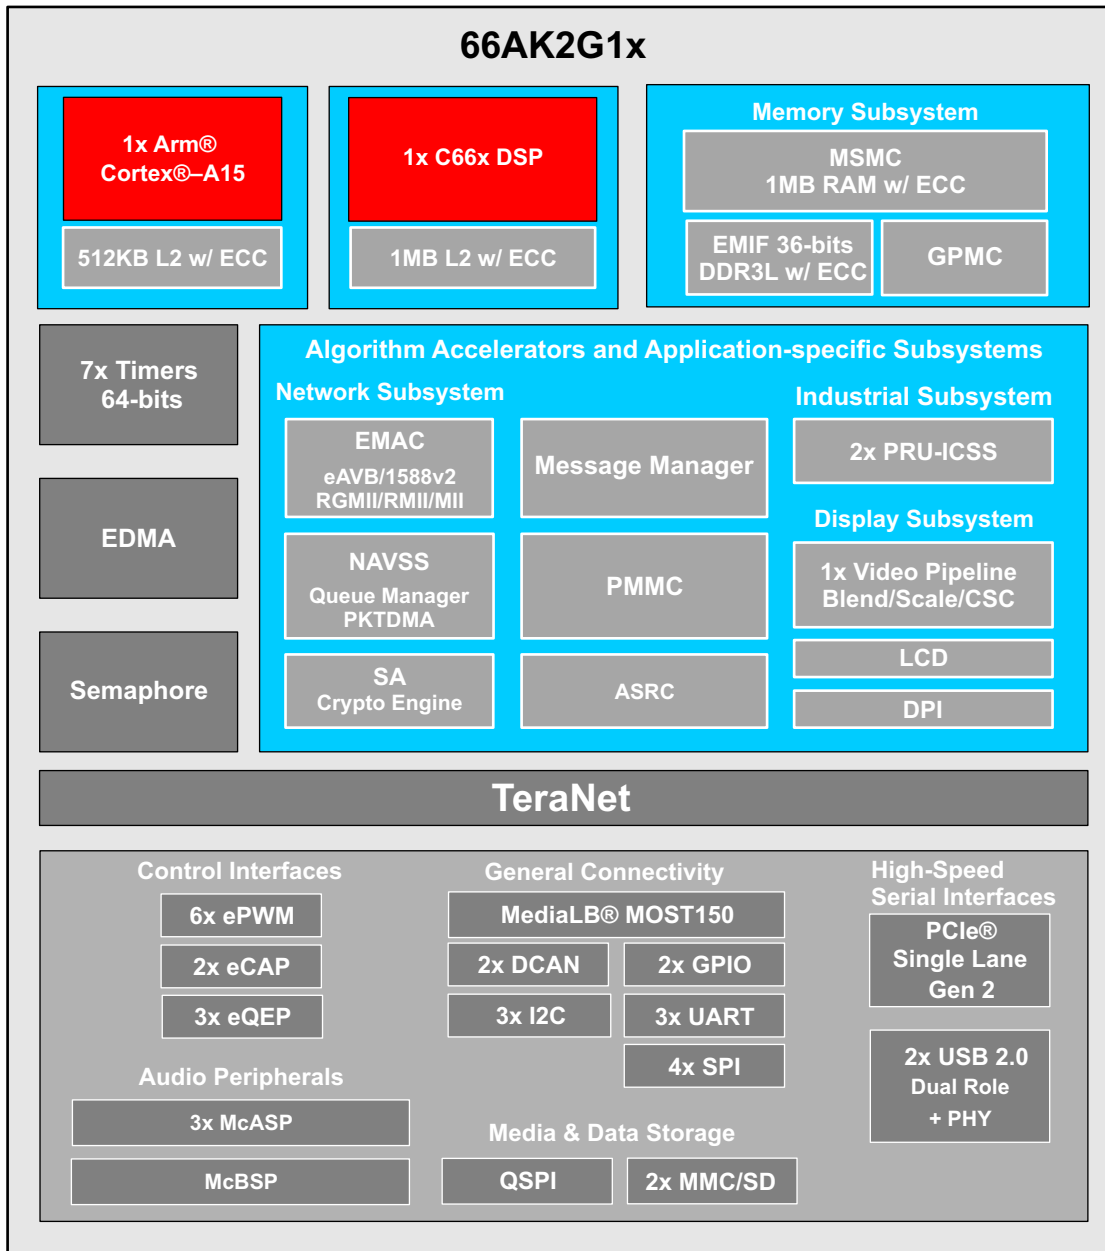 66AK2G1x
1x Arm®
Cortex®–A15
512KB L2 w/ ECC
1x C66x DSP
1MB L2 w/ ECC
Memory Subsystem
MSMC
1MB RAM w/ ECC
EMIF 36-bits
DDR3L w/ ECC
GPMC
7x Timers
64-bits
EDMA
Semaphore
Algorithm Accelerators and Application-specific Subsystems
Network Subsystem
EMAC
eAVB/1588v2
RGMII/RMII/MII
NAVSS
Queue Manager
PKTDMA
SA
Crypto Engine
Message Manager
PMMC
ASRC
Industrial Subsystem
2x PRU-ICSS
Display Subsystem
1x Video Pipeline
Blend/Scale/CSC
LCD
DPI
TeraNet
Control Interfaces
6x ePWM
2x eCAP
3x eQEP
Audio Peripherals
3x McASP
McBSP
General Connectivity
MediaLB® MOST150
2x DCAN
2x GPIO
3x I2C
3x UART
4x SPI
Media & Data Storage
QSPI
2x MMC/SD
High-Speed
Serial Interfaces
PCIe®
Single Lane
Gen 2
2x USB 2.0
Dual Role
+ PHY